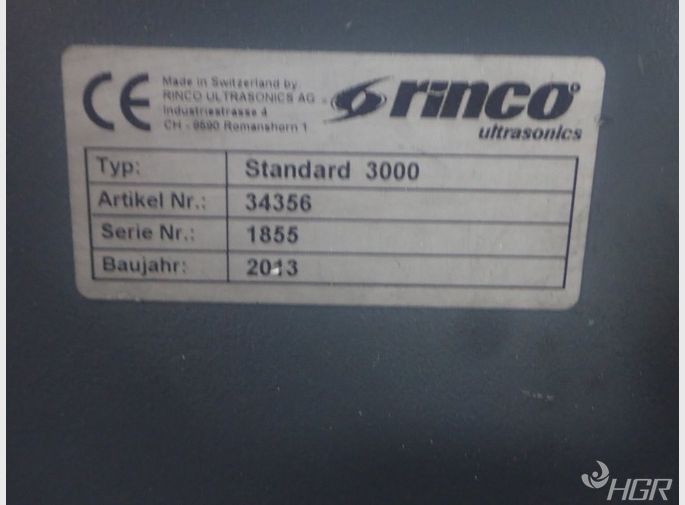 CE
Made in Switzerland by:
RINCO ULTRASONICS AG
Industriestrasse 4
CH - 8590 Romanshorn 1
rinco
ultrasonics
Typ: Standard 3000
Artikel Nr.: 34356
Serie Nr.: 1855
Baujahr: 2013
HGR